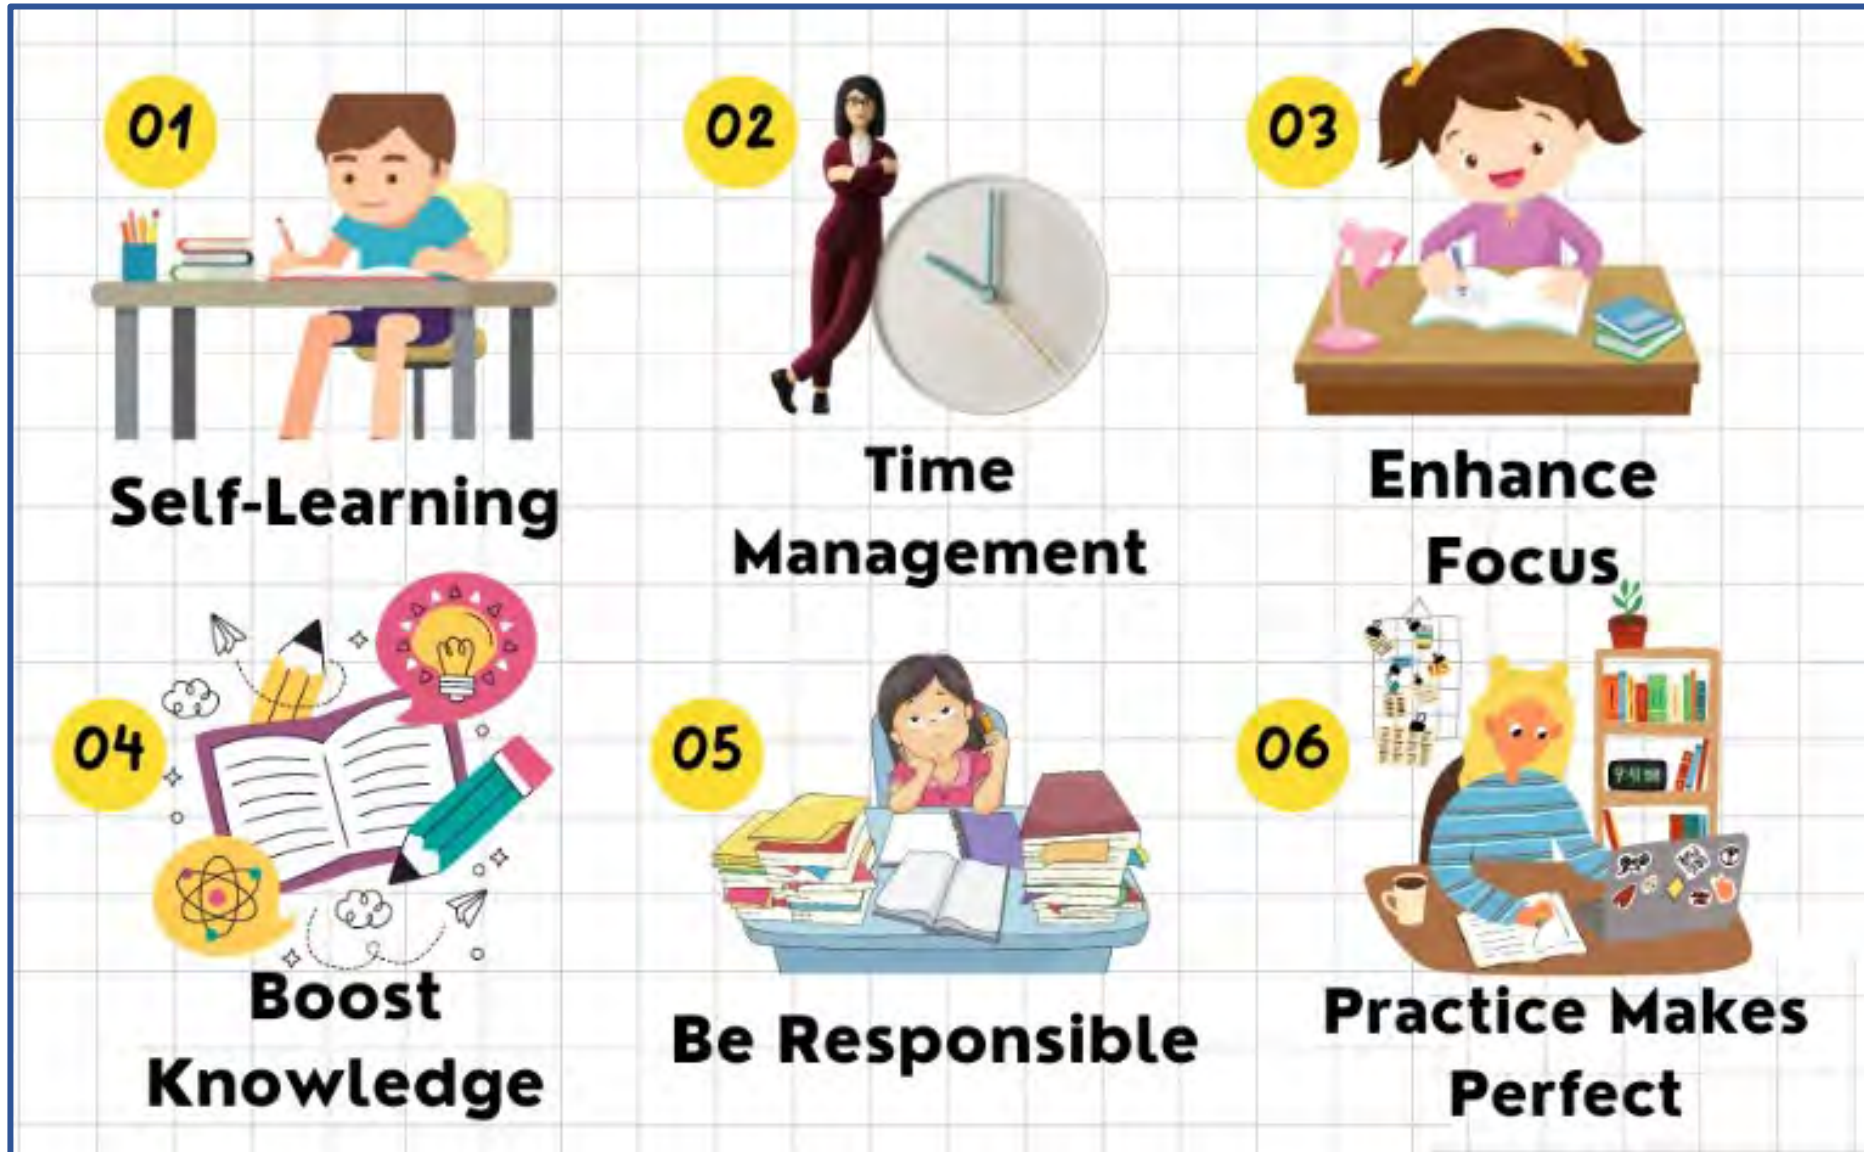 01
Self-Learning
02
Time
Management
03
Enhance
Focus
04
Boost
Knowledge
05
Be Responsible
06
Practice Makes
Perfect